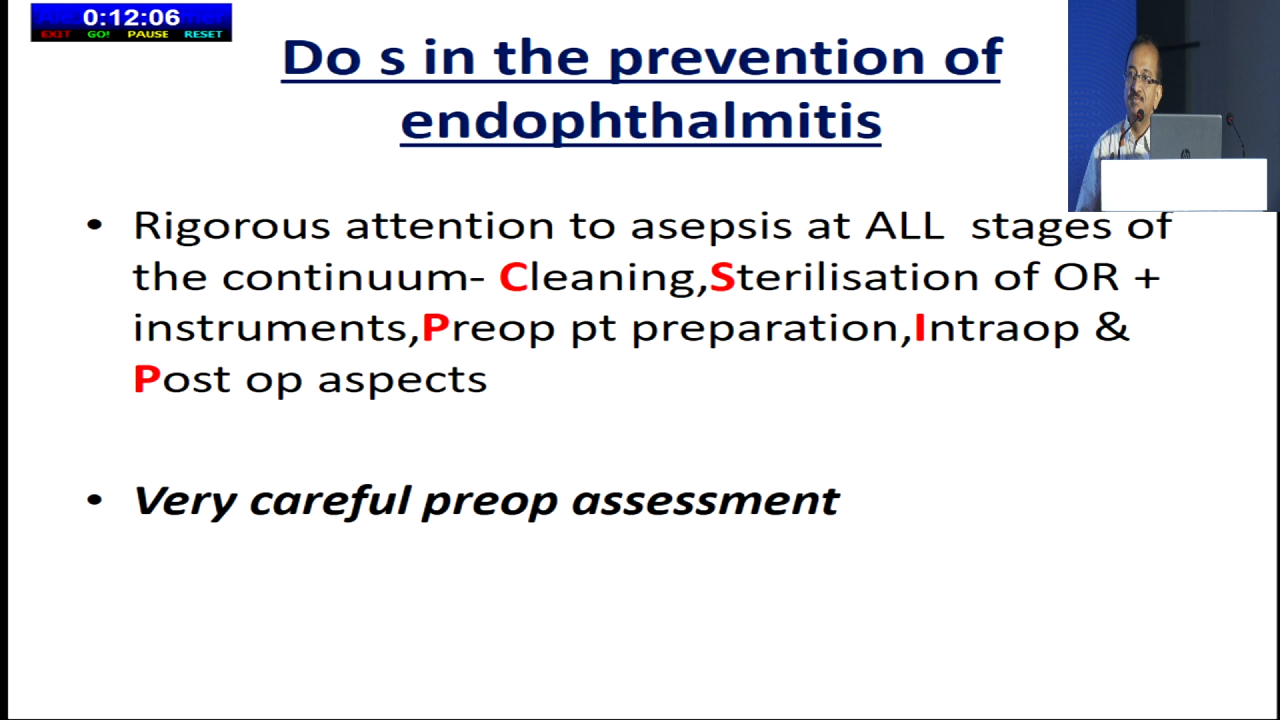 0:12:06
EXIT GO! PAUSE RESET
Do s in the prevention of
endophthalmitis
• Rigorous attention to asepsis at ALL stages of
the continuum- Cleaning,Sterilisation of OR +
instruments,Preop pt preparation,Intraop &
Post op aspects
• Very careful preop assessment